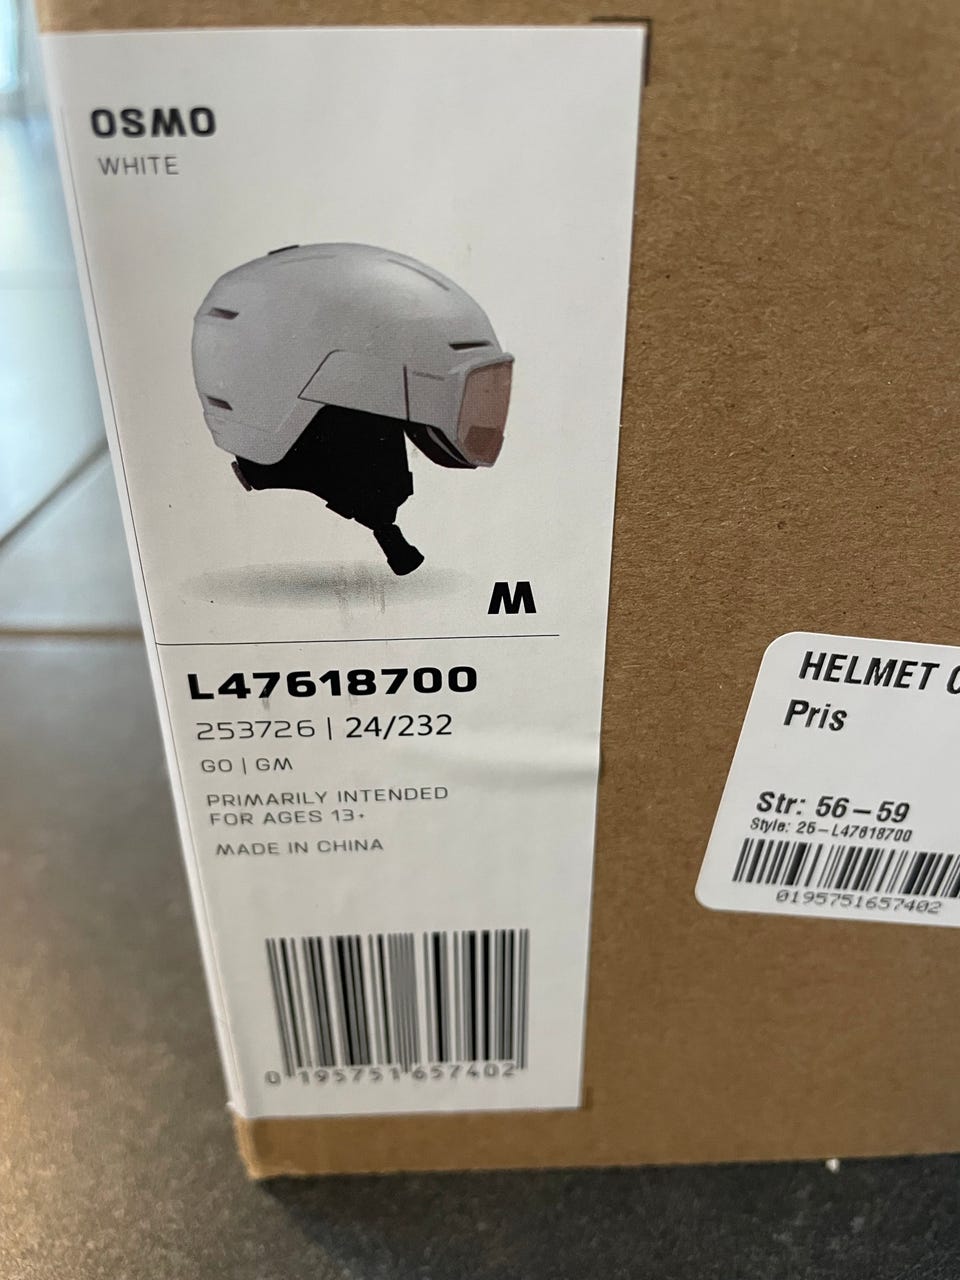 OSMO
WHITE
M
L47618700
253726 | 24/232
GO | GM
PRIMARILY INTENDED
FOR AGES 13+
MADE IN CHINA
0 195751 657402
HELMET
Pris
Str: 56-59
Style: 25-L47618700
0195751657402